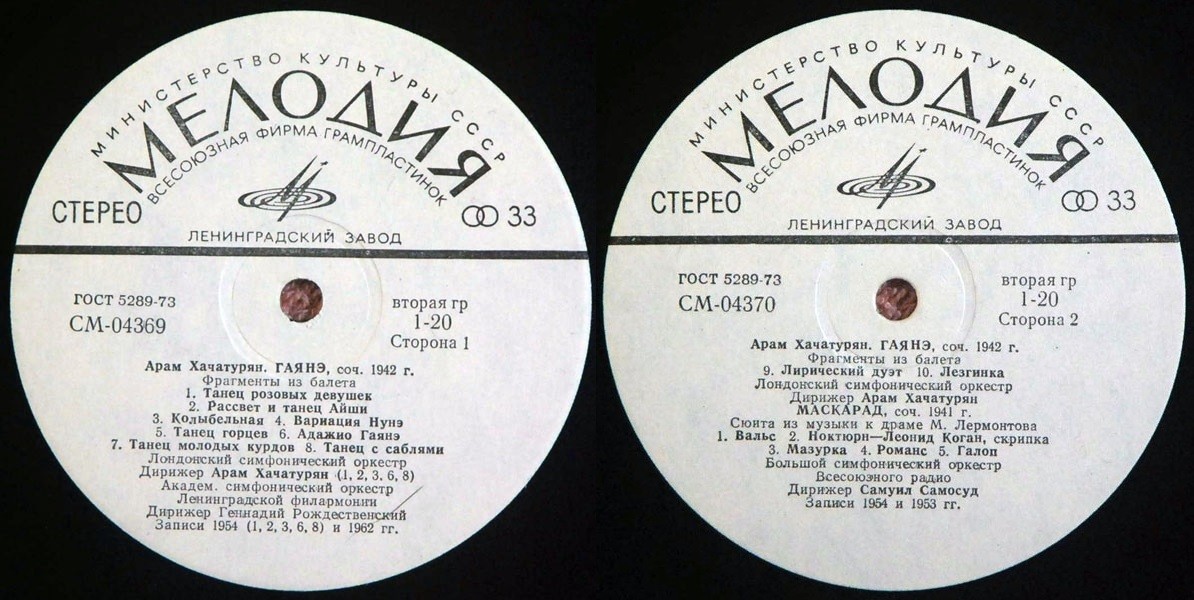 МИНИСТЕРСТВО КУЛЬТУРЫ СССР
МЕЛОДИЯ
ВСЕСОЮЗНАЯ ФИРМА ГРАМПЛАСТИНОК
СТЕРЕО
33
ЛЕНИНГРАДСКИЙ ЗАВОД
ГОСТ 5289-73
СМ-04369
вторая гр
1-20
Сторона 1
Арам Хачатурян. ГАЯНЭ, соч. 1942 г.
Фрагменты из балета
1. Танец розовых девушек
2. Рассвет и танец Айши
3. Колыбельная 4. Вариация Нунэ
5. Танец горцев 6. Адажио Гаянэ
7. Танец молодых курдов 8. Танец с саблями
Лондонский симфонический оркестр
Дирижер Арам Хачатурян (1, 2, 3, 6, 8)
Академ. симфонический оркестр
Ленинградской филармонии
Дирижер Геннадий Рождественский
Записи 1954 (1, 2, 3, 6, 8) и 1962 гг.
МИНИСТЕРСТВО КУЛЬТУРЫ СССР
МЕЛОДИЯ
ВСЕСОЮЗНАЯ ФИРМА ГРАМПЛАСТИНОК
СТЕРЕО
33
ЛЕНИНГРАДСКИЙ ЗАВОД
ГОСТ 5289-73
СМ-04370
вторая гр
1-20
Сторона 2
Арам Хачатурян. ГАЯНЭ, соч. 1942 г.
Фрагменты из балета
9. Лирический дуэт 10. Лезгинка
Лондонский симфонический оркестр
Дирижер Арам Хачатурян
МАСКАРАД, соч. 1941 г.
Сюита из музыки к драме М. Лермонтова
1. Вальс 2. Ноктюрн—Леонид Коган, скрипка
3. Мазурка 4. Романс 5. Галоп
Большой симфонический оркестр
Всесоюзного радио
Дирижер Самуил Самосуд
Записи 1954 и 1953 гг.